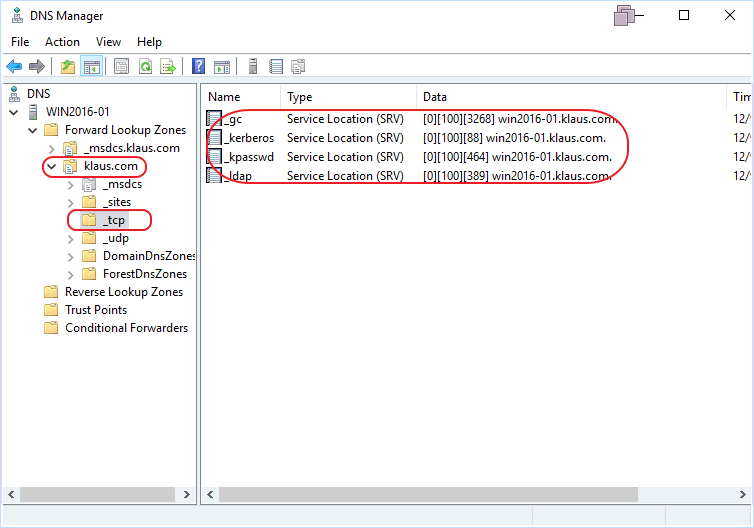 DNS Manager
File Action View Help
DNS
WIN2016-01
Forward Lookup Zones
_msdcs.klaus.com
klaus.com
_msdcs
_sites
_tcp
_udp
DomainDnsZones
ForestDnsZones
Reverse Lookup Zones
Trust Points
Conditional Forwarders
Name Type Data Tim
_gc Service Location (SRV) [0][100][3268] win2016-01.klaus.com. 12/
_kerberos Service Location (SRV) [0][100][88] win2016-01.klaus.com. 12/
_kpasswd Service Location (SRV) [0][100][464] win2016-01.klaus.com. 12/
_ldap Service Location (SRV) [0][100][389] win2016-01.klaus.com. 12/